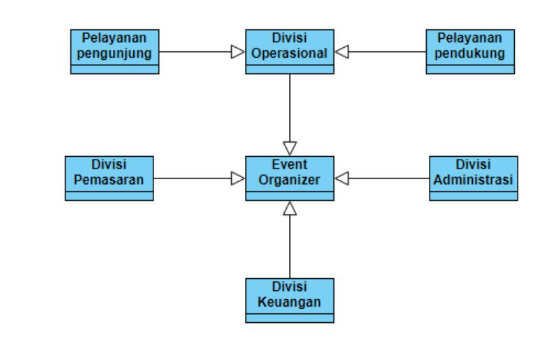 Pelayanan
pengunjung
Divisi
Operasional
Pelayanan
pendukung
Divisi
Pemasaran
Event
Organizer
Divisi
Administrasi
Divisi
Keuangan